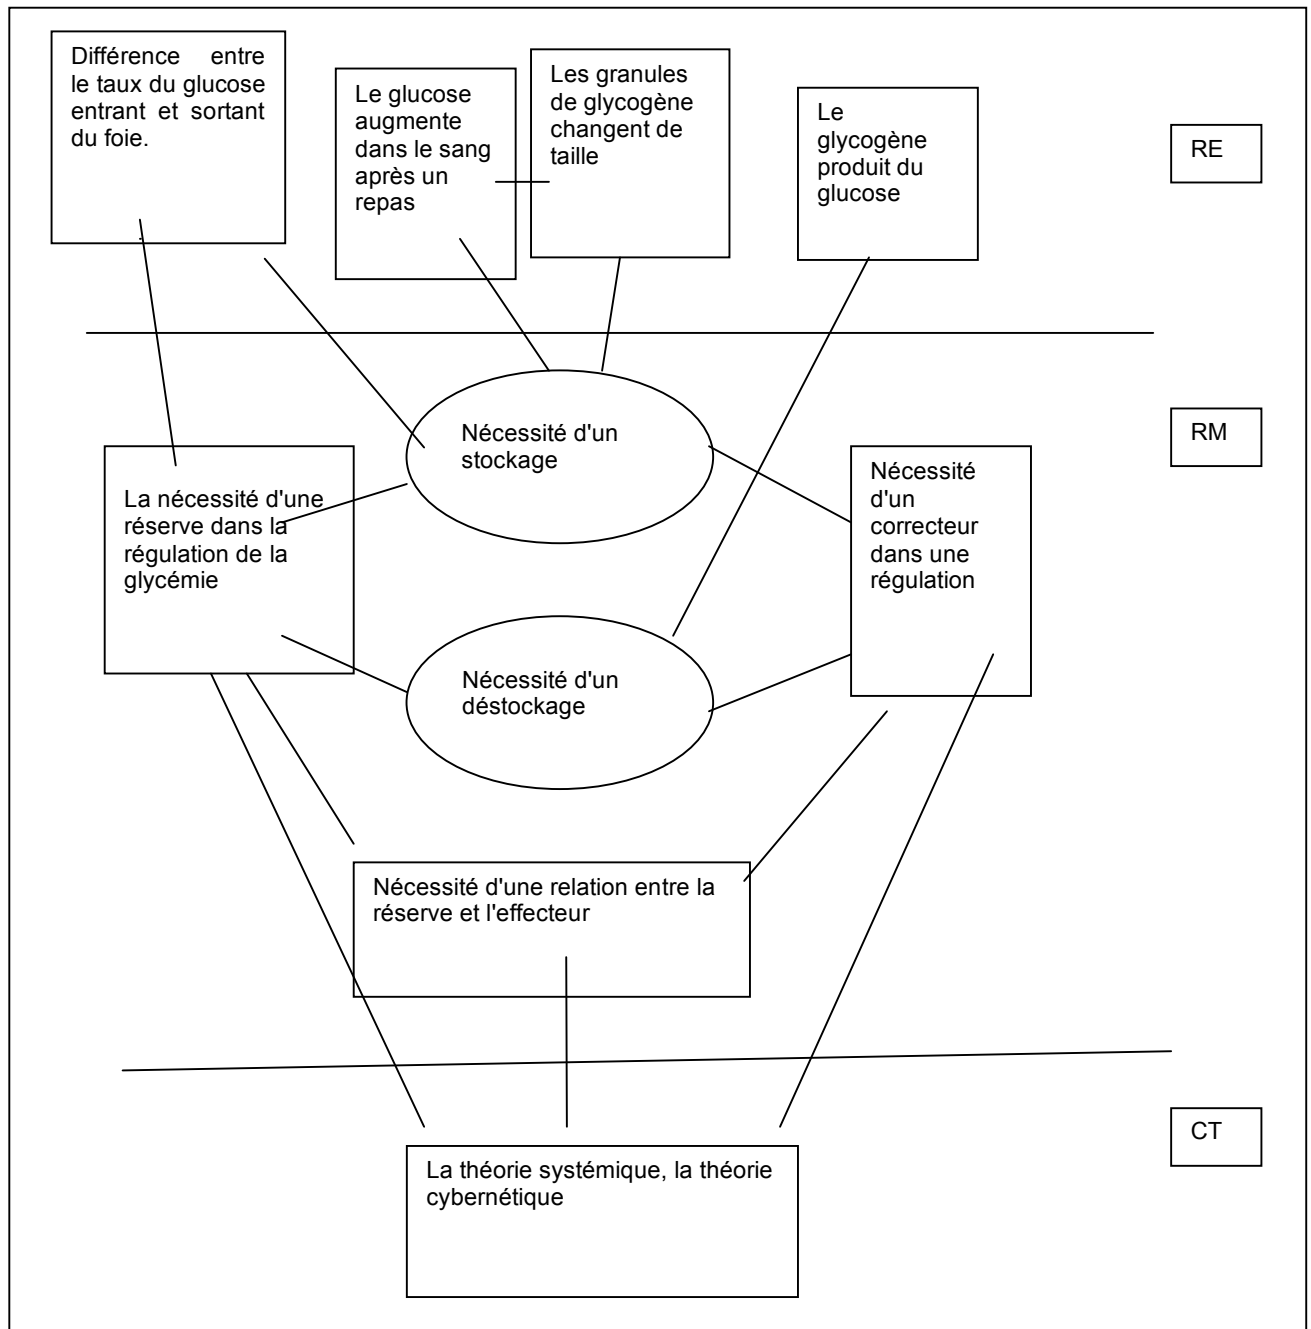 Différence entre
le taux du glucose
entrant et sortant
du foie.
Le glucose
augmente
dans le sang
après un
repas
Les granules
de glycogène
changent de
taille
Le
glycogène
produit du
glucose
RE
Nécessité d'un
stockage
RM
La nécessité d'une
réserve dans la
régulation de la
glycémie
Nécessité
d'un
correcteur
dans une
régulation
Nécessité d'un
déstockage
Nécessité d'une relation entre la
réserve et l'effecteur
CT
La théorie systémique, la théorie
cybernétique